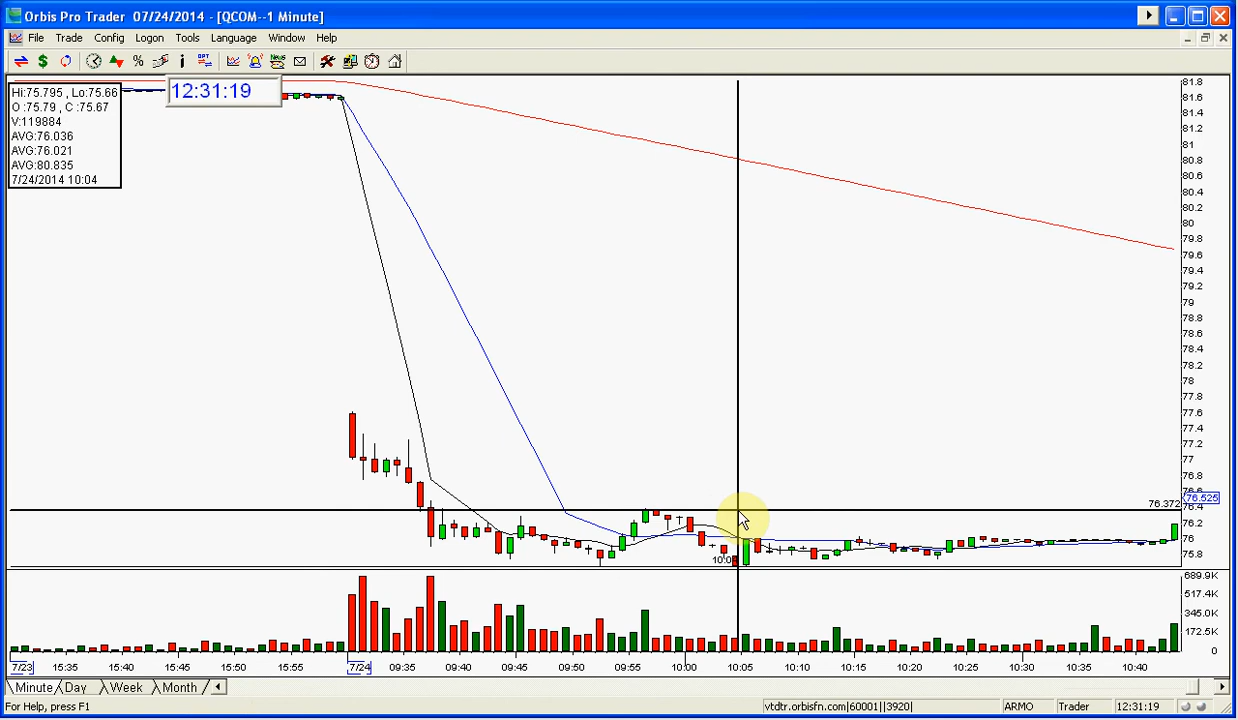 Orbis Pro Trader 07/24/2014 - [QCOM--1 Minute]
File Trade Config Logon Tools Language Window Help
OPT News
12:31:19
Hi:75.795 , Lo:75.66
O :75.79 , C :75.67
V:119884
AVG:76.036
AVG:76.021
AVG:80.835
7/24/2014 10:04
81.8
81.6
81.4
81.2
81
80.8
80.6
80.4
80.2
80
79.8
79.6
79.4
79.2
79
78.8
78.6
78.4
78.2
78
77.8
77.6
77.4
77.2
77
76.8
76.525
76.372
76.4
76.2
76
75.8
689.9K
517.4K
345.0K
172.5K
0
7/23 15:35 15:40 15:45 15:50 15:55 7/24 09:35 09:40 09:45 09:50 09:55 10:00 10:05 10:10 10:15 10:20 10:25 10:30 10:35 10:40
Minute Day Week Month
For Help, press F1 vtdtr.orbisfn.com|60001||3920| ARMO Trader 12:31:19